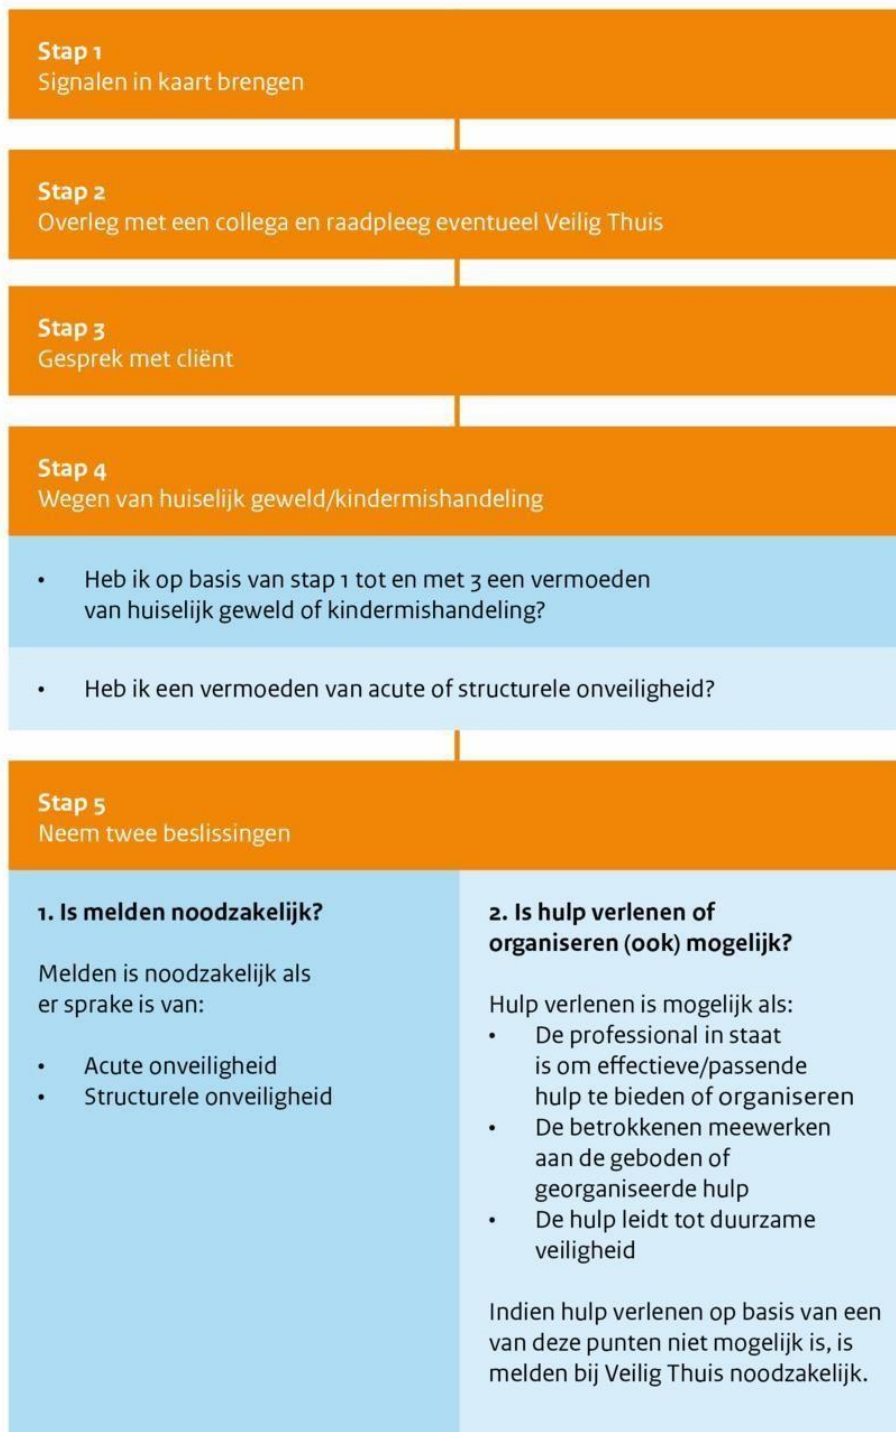 Stap 1
Signalen in kaart brengen
Stap 2
Overleg met een collega en raadpleeg eventueel Veilig Thuis
Stap 3
Gesprek met cliënt
Stap 4
Wegen van huiselijk geweld/kindermishandeling
• Heb ik op basis van stap 1 tot en met 3 een vermoeden
van huiselijk geweld of kindermishandeling?
• Heb ik een vermoeden van acute of structurele onveiligheid?
Stap 5
Neem twee beslissingen
1. Is melden noodzakelijk?
Melden is noodzakelijk als
er sprake is van:
• Acute onveiligheid
• Structurele onveiligheid
2. Is hulp verlenen of
organiseren (ook) mogelijk?
Hulp verlenen is mogelijk als:
• De professional in staat
is om effectieve/passende
hulp te bieden of organiseren
• De betrokkenen meewerken
aan de geboden of
georganiseerde hulp
• De hulp leidt tot duurzame
veiligheid
Indien hulp verlenen op basis van een
van deze punten niet mogelijk is, is
melden bij Veilig Thuis noodzakelijk.